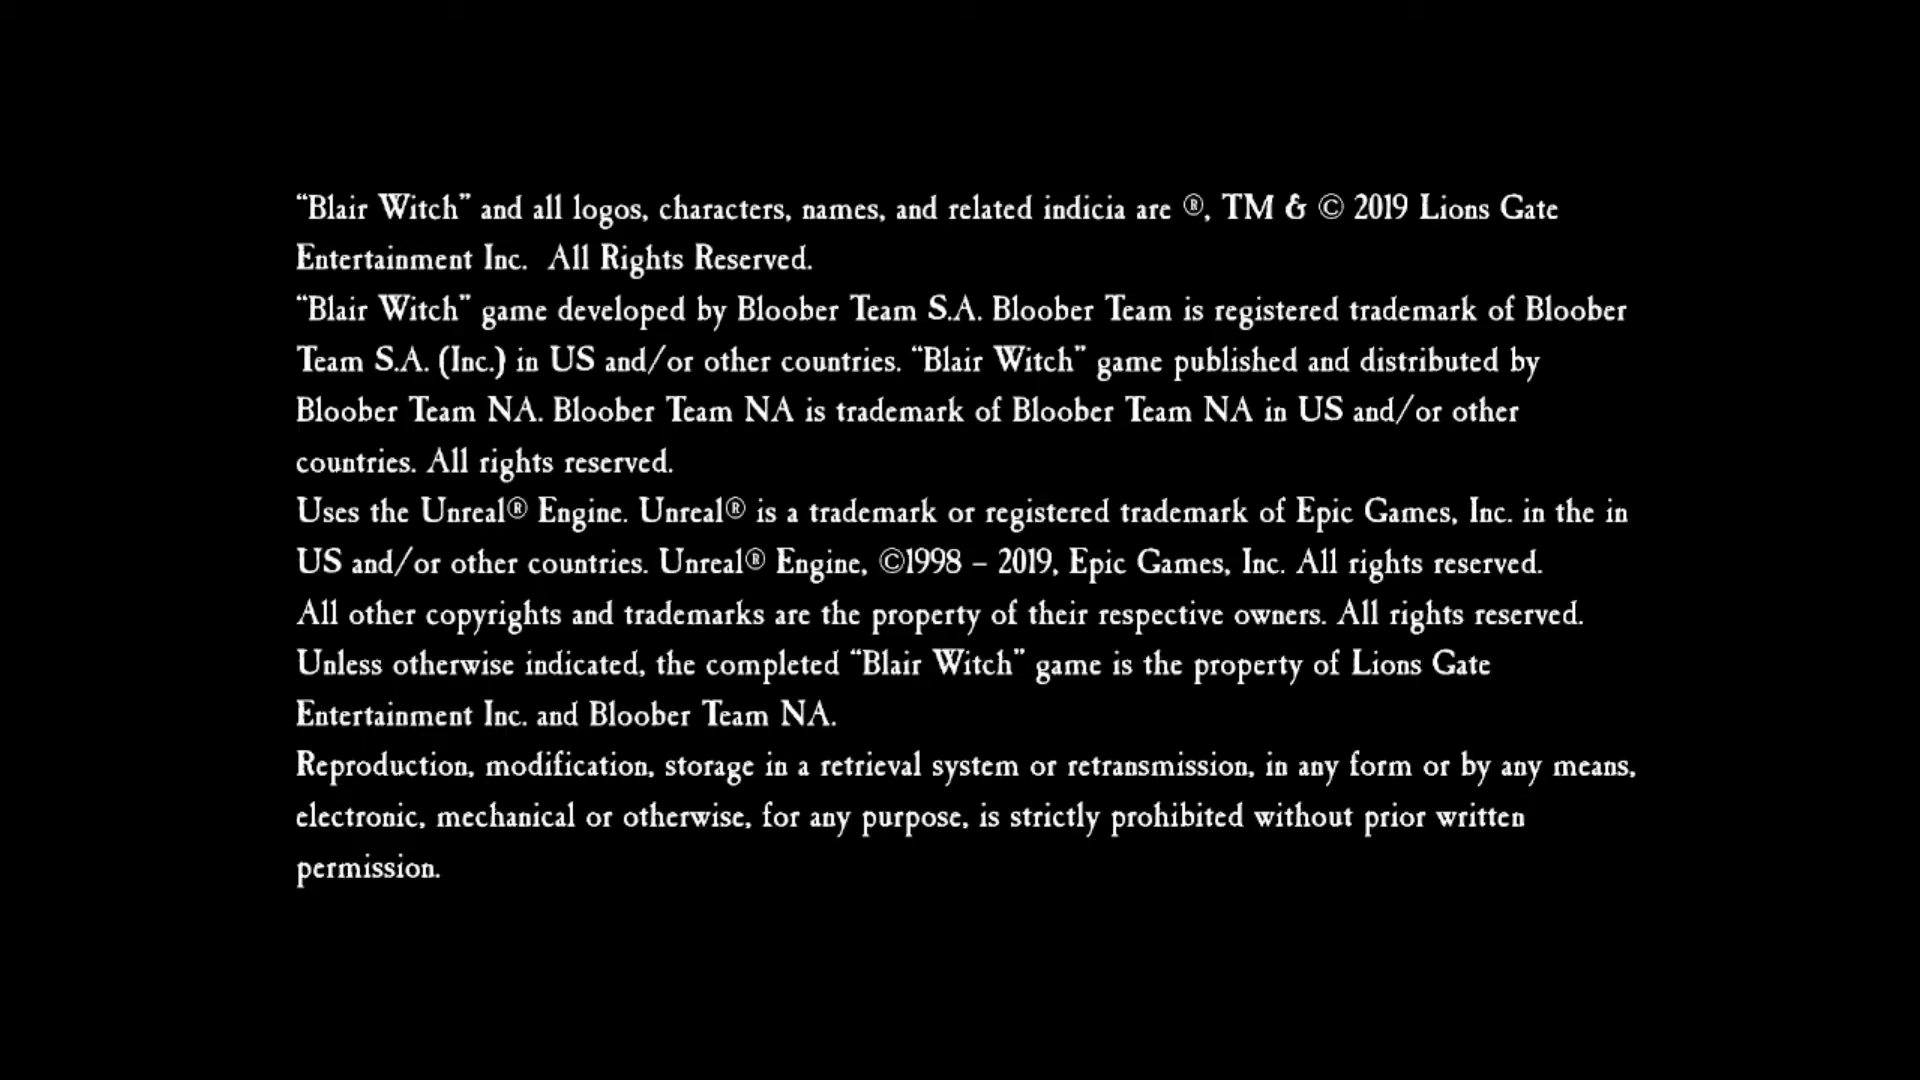 “Blair Witch” and all logos, characters, names, and related indicia are ®, TM & © 2019 Lions Gate
Entertainment Inc.  All Rights Reserved.
“Blair Witch” game developed by Bloober Team S.A. Bloober Team is registered trademark of Bloober
Team S.A. (Inc.) in US and/or other countries. “Blair Witch” game published and distributed by
Bloober Team NA. Bloober Team NA is trademark of Bloober Team NA in US and/or other
countries. All rights reserved.
Uses the Unreal® Engine. Unreal® is a trademark or registered trademark of Epic Games, Inc. in the in
US and/or other countries. Unreal® Engine, ©1998 – 2019, Epic Games, Inc. All rights reserved.
All other copyrights and trademarks are the property of their respective owners. All rights reserved.
Unless otherwise indicated, the completed “Blair Witch” game is the property of Lions Gate
Entertainment Inc. and Bloober Team NA.
Reproduction, modification, storage in a retrieval system or retransmission, in any form or by any means,
electronic, mechanical or otherwise, for any purpose, is strictly prohibited without prior written
permission.